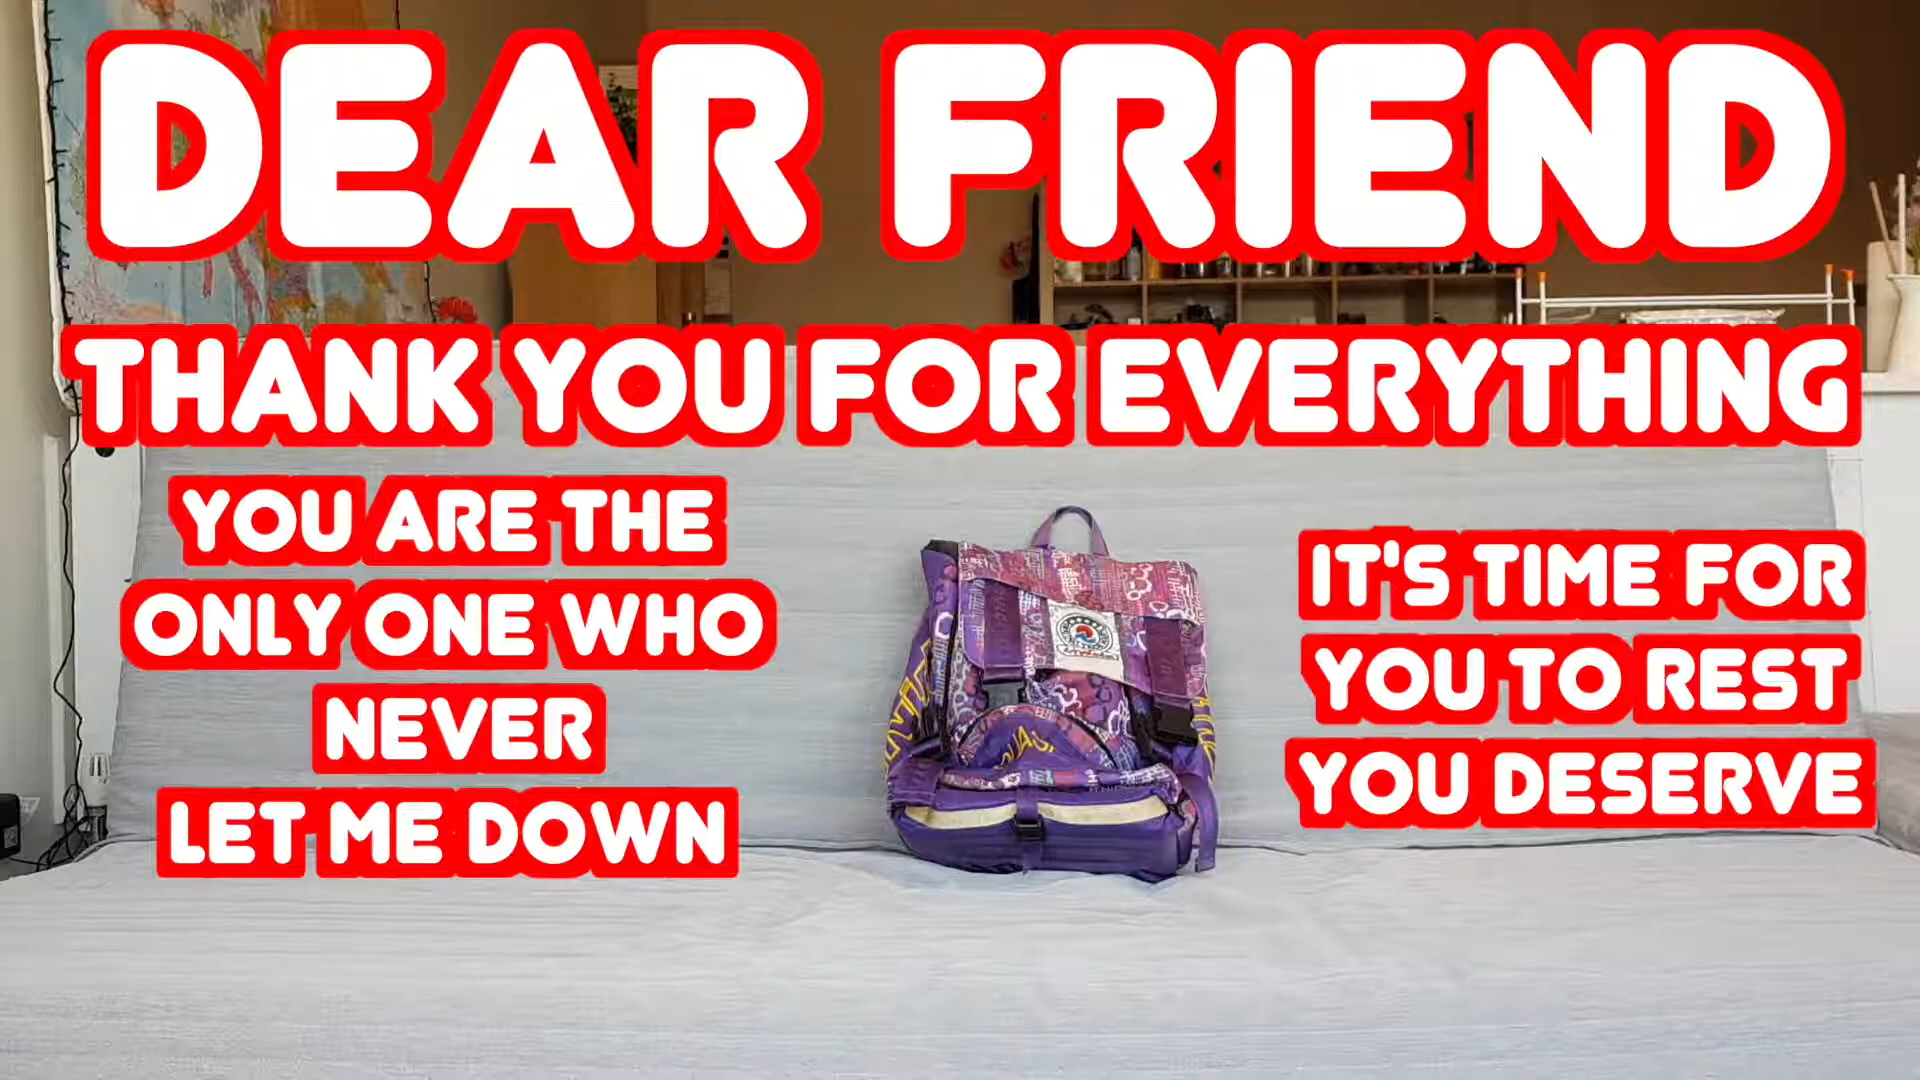 DEAR FRIEND
THANK YOU FOR EVERYTHING
YOU ARE THE
ONLY ONE WHO
NEVER
LET ME DOWN
IT'S TIME FOR
YOU TO REST
YOU DESERVE